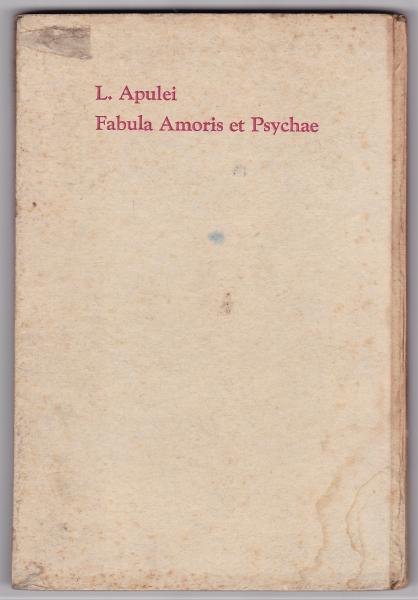 L. Apulei
Fabula Amoris et Psychae